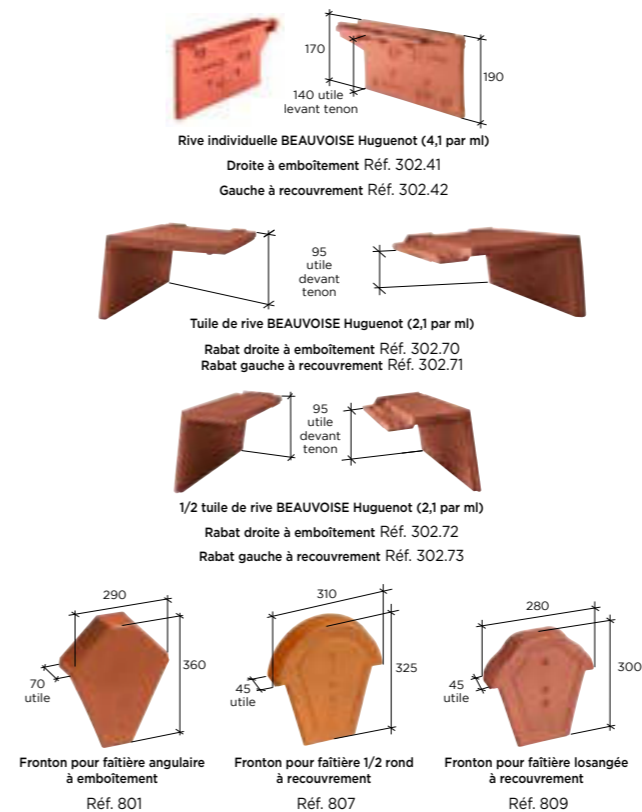 170
190
140 utile
levant tenon
Rive individuelle BEAUVOISE Huguenot (4,1 par ml)
Droite à emboîtement Réf. 302.41
Gauche à recouvrement Réf. 302.42
95
utile
devant
tenon
Tuile de rive BEAUVOISE Huguenot (2,1 par ml)
Rabat droite à emboîtement Réf. 302.70
Rabat gauche à recouvrement Réf. 302.71
95
utile
devant
tenon
1/2 tuile de rive BEAUVOISE Huguenot (2,1 par ml)
Rabat droite à emboîtement Réf. 302.72
Rabat gauche à recouvrement Réf. 302.73
290
360
70
utile
Fronton pour faîtière angulaire
à emboîtement
Réf. 801
310
325
45
utile
Fronton pour faîtière 1/2 rond
à recouvrement
Réf. 807
280
300
45
utile
Fronton pour faîtière losangée
à recouvrement
Réf. 809